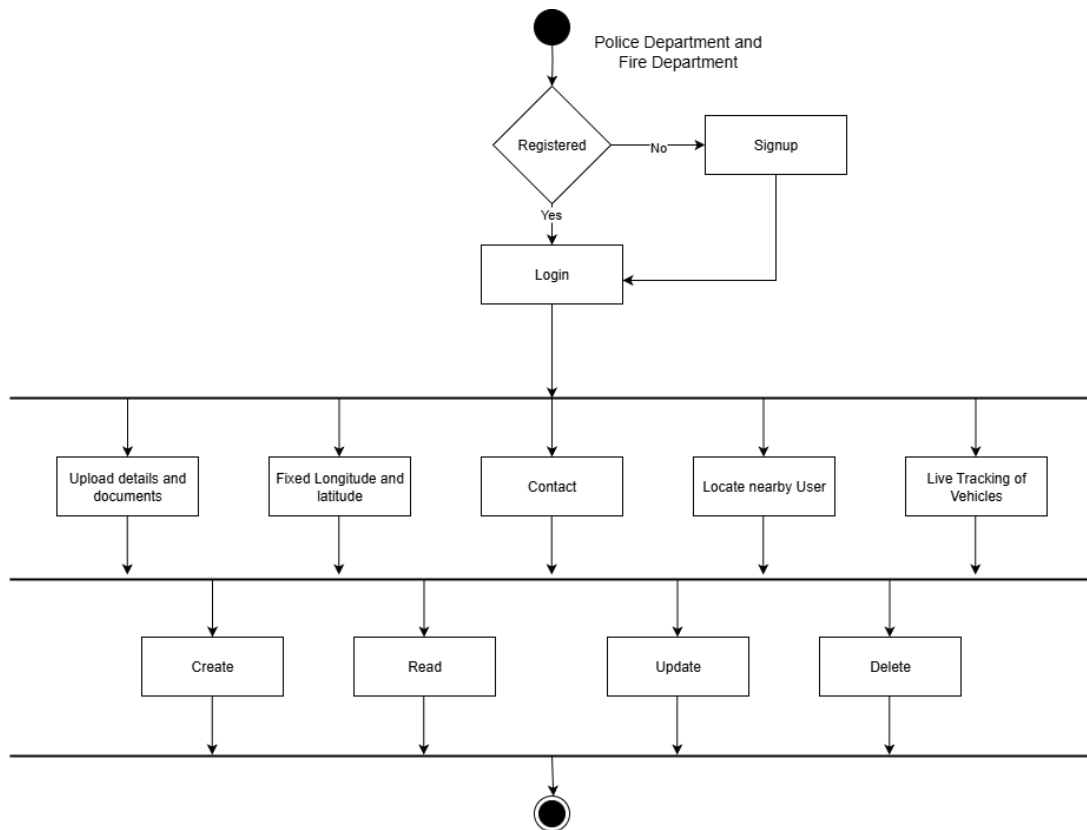 Police Department and
Fire Department
Registered
No
Signup
Yes
Login
Upload details and
documents
Fixed Longitude and
latitude
Contact
Locate nearby User
Live Tracking of
Vehicles
Create
Read
Update
Delete